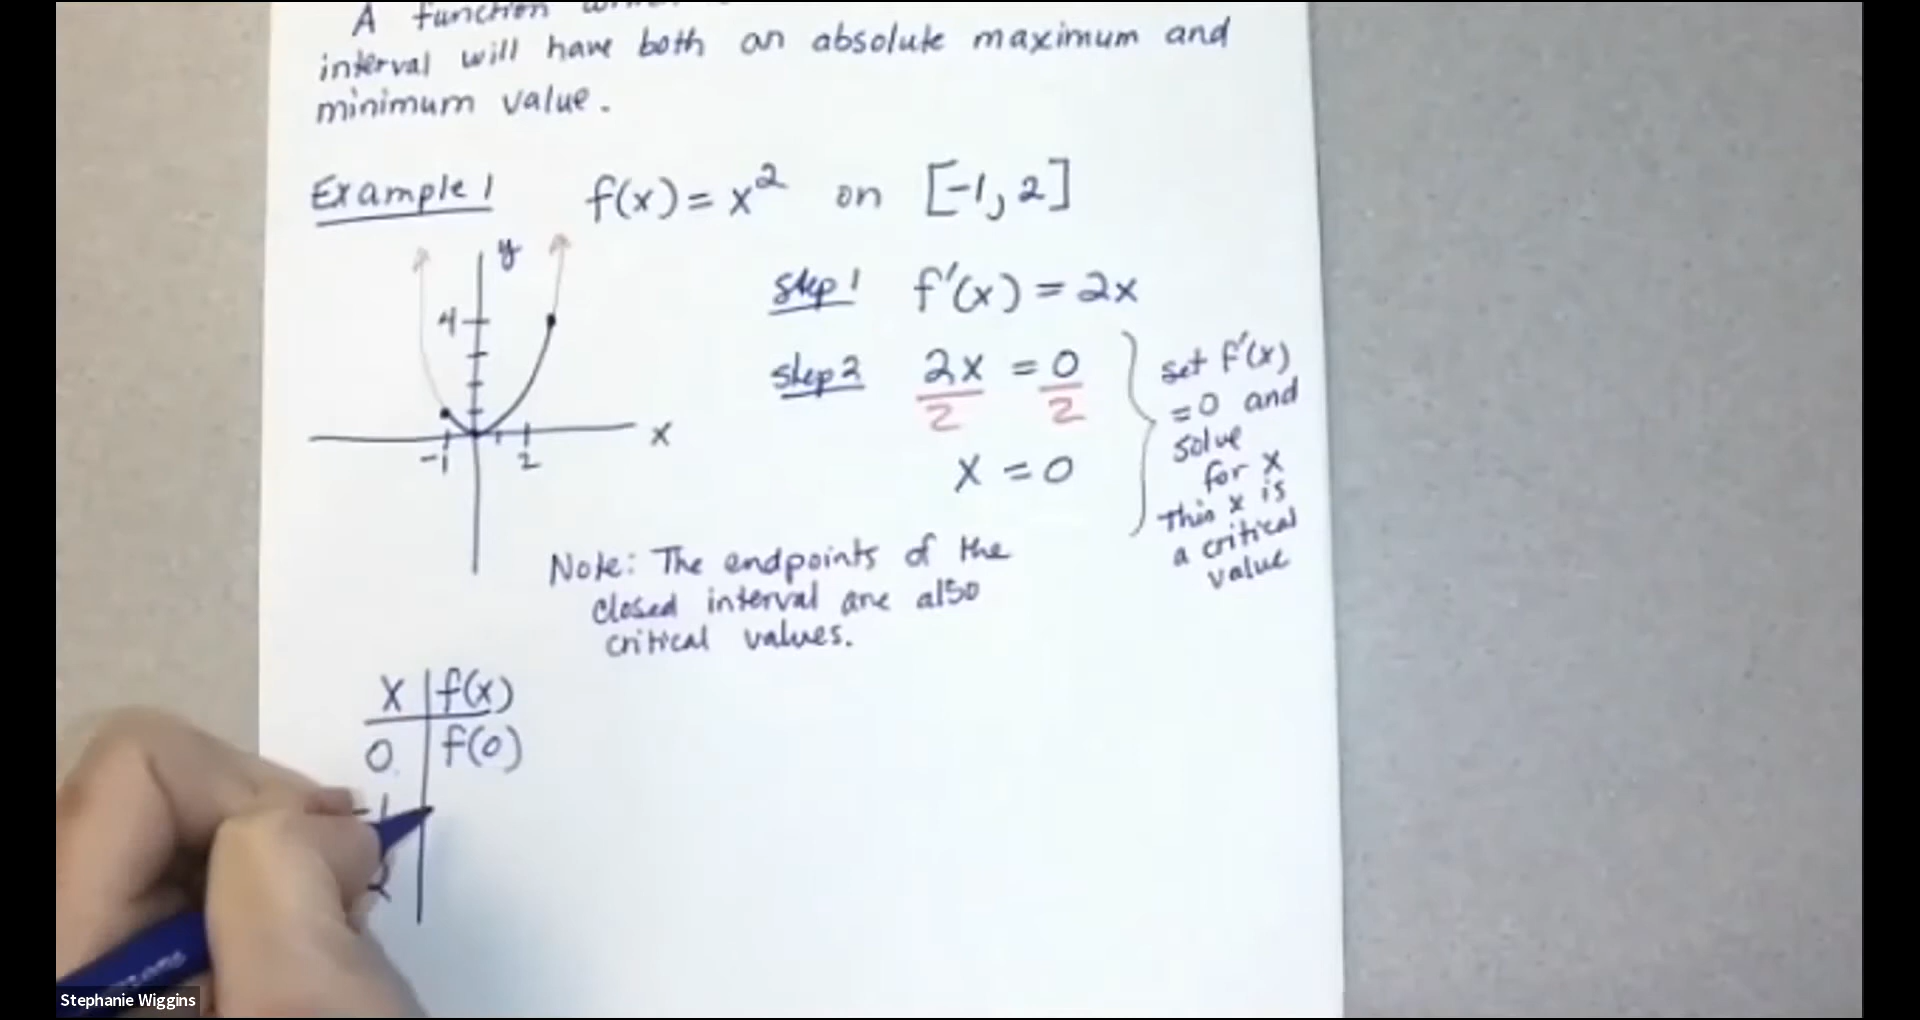 A function
interval will have both an absolute maximum and
minimum value.
Example 1 f(x) = x² on [-1, 2]
y
4
-1 2 x
Step 1 f'(x) = 2x
Step 2 2x = 0
2 2
x = 0
set f'(x)
= 0 and
solve
for x
This x is
a critical
value
Note: The endpoints of the
closed interval are also
critical values.
x f(x)
0 f(0)
-1
2
Stephanie Wiggins